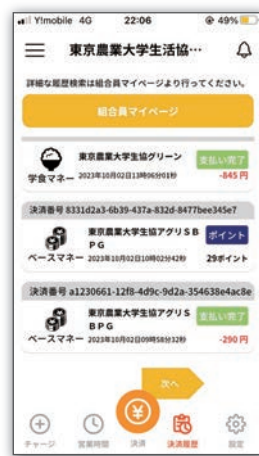 Y!mobile 4G 22:06 49%
東京農業大学生活協…
詳細な履歴検索は組合員マイページより行ってください。
組合員マイページ
東京農業大学生協グリーン
支払い完了
学食マネー 2023年10月02日13時06分01秒 -845 円
決済番号 8331d2a3-6b39-437a-832d-8477bee345e7
東京農業大学生協アグリＳＢ
ＰＧ
ポイント
ベースマネー 2023年10月02日10時02分42秒 29ポイント
決済番号 a1230661-12f8-4d9c-9d2a-354638e4ac8e
東京農業大学生協アグリＳ
ＢＰＧ
支払い完了
ベースマネー 2023年10月02日09時58分32秒 -290 円
次へ
チャージ 営業時間 決済 決済履歴 設定